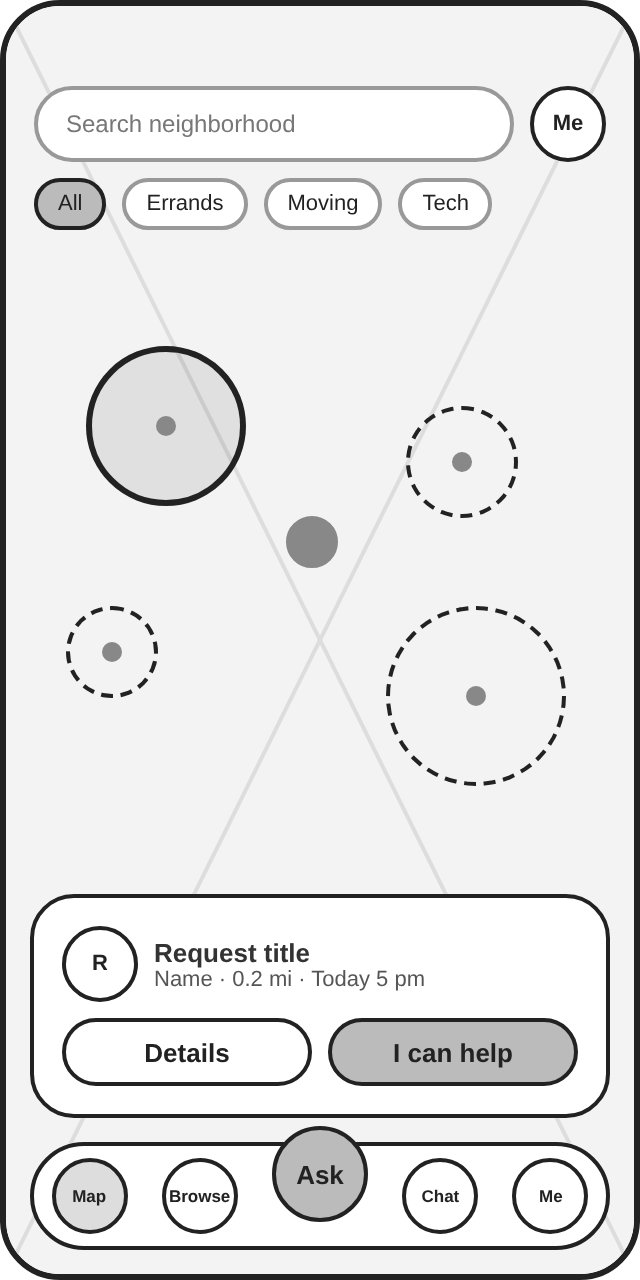 Search neighborhood
Me
All
Errands
Moving
Tech
R
Request title
Name · 0.2 mi · Today 5 pm
Details
I can help
Map
Browse
Ask
Chat
Me